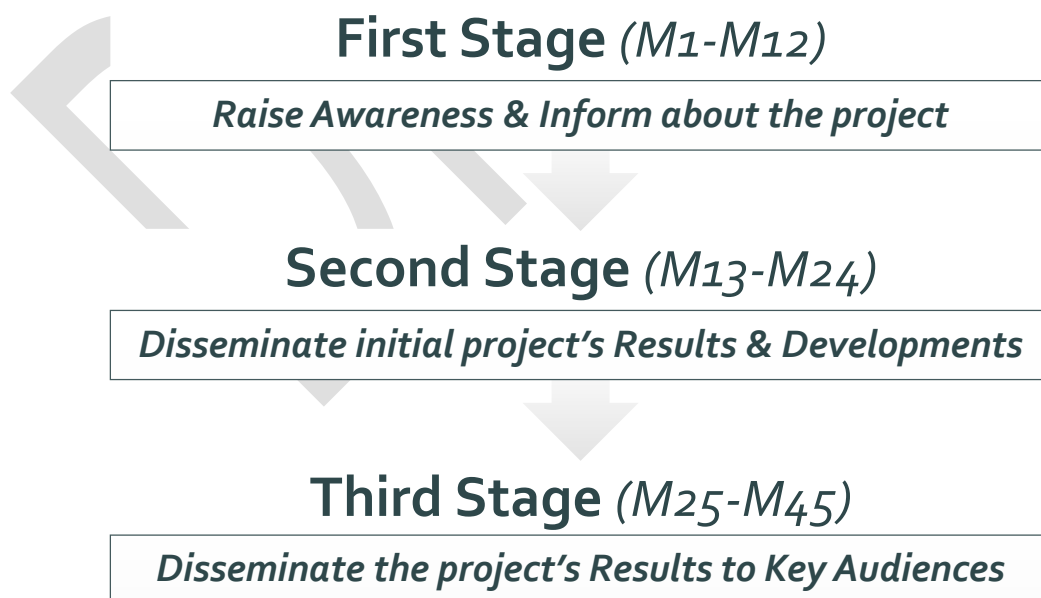 First Stage (M1-M12)
Raise Awareness & Inform about the project
Second Stage (M13-M24)
Disseminate initial project’s Results & Developments
Third Stage (M25-M45)
Disseminate the project’s Results to Key Audiences